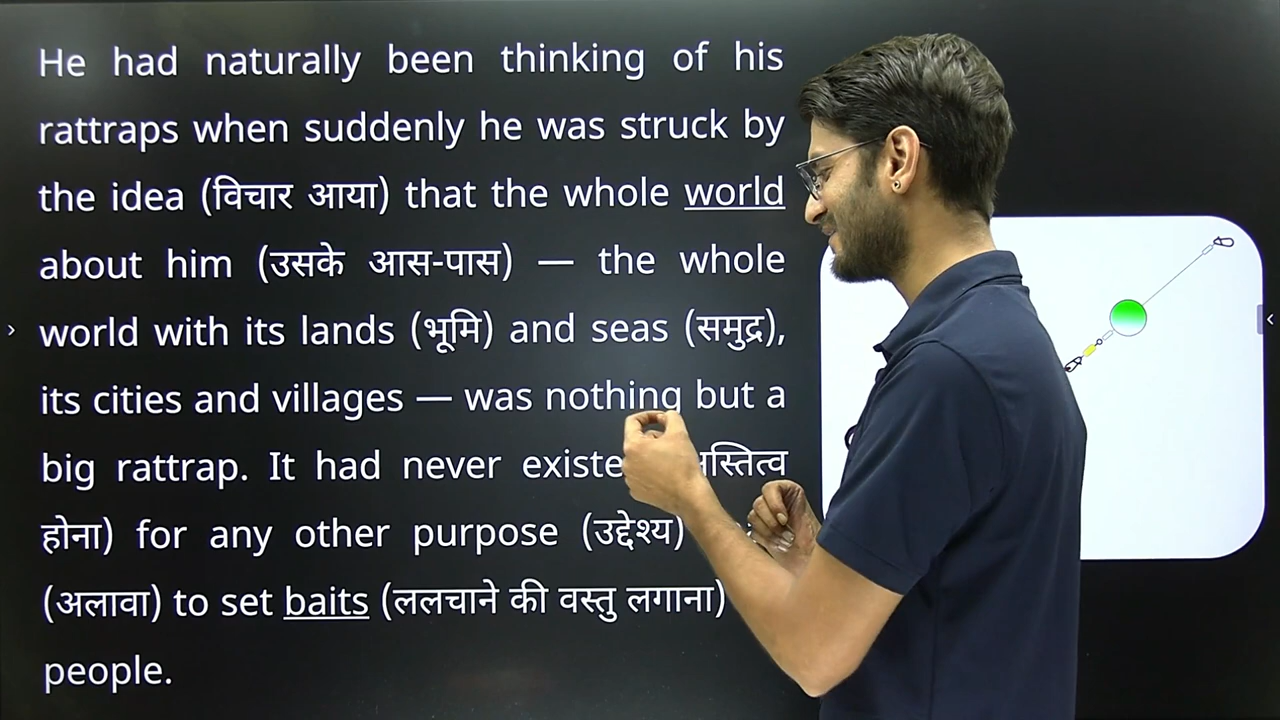 He had naturally been thinking of his
rattraps when suddenly he was struck by
the idea (विचार आया) that the whole world
about him (उसके आस-पास) — the whole
world with its lands (भूमि) and seas (समुद्र),
its cities and villages — was nothing but a
big rattrap. It had never
होना) for any other purpose (उद्देश्य)
(अलावा) to set baits (ललचाने की वस्तु लगाना)
people.